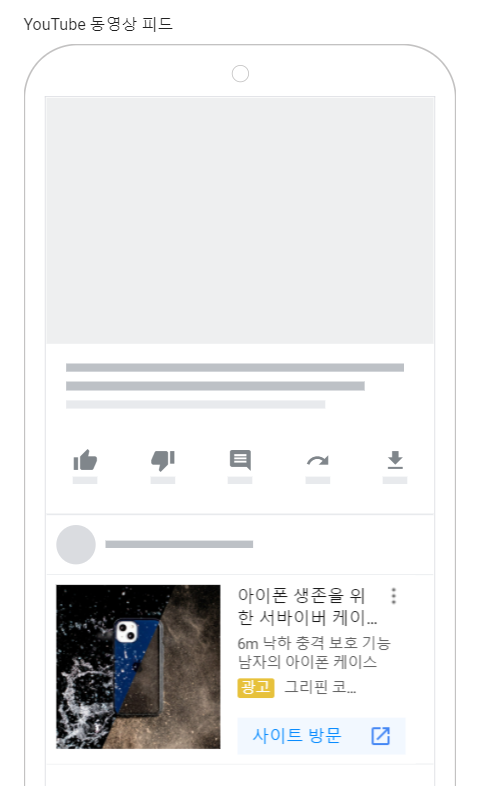 YouTube 동영상 피드
아이폰 생존을 위
한 서바이버 케이...
6m 낙하 충격 보호 기능
남자의 아이폰 케이스
광고 그리핀 코...
사이트 방문